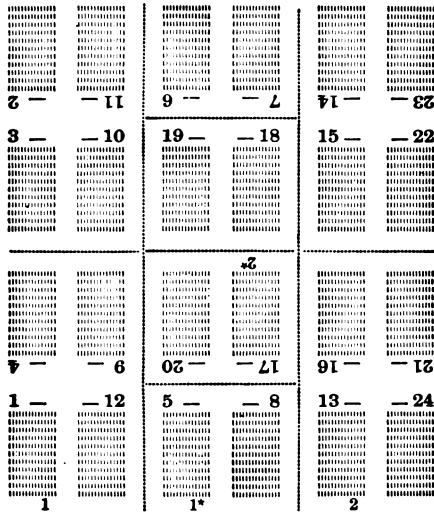 2 — — 11 6 — — 7 14 — — 23
3 — — 10 19 — — 18 15 — — 22
2*
4 — — 9 20 — — 17 16 — — 21
1 — — 12 5 — — 8 13 — — 24
1 1* 2